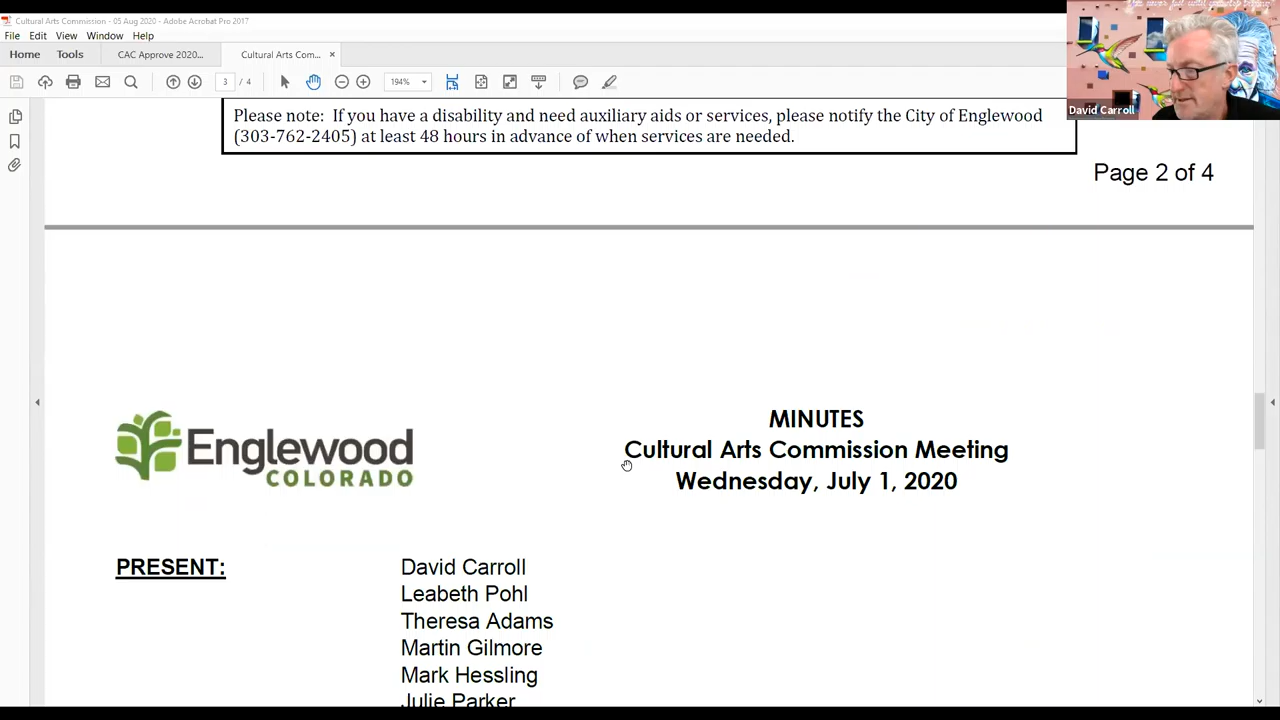 Cultural Arts Commission - 05 Aug 2020 - Adobe Acrobat Pro 2017
File Edit View Window Help
Home Tools CAC Approve 2020... Cultural Arts Com... ×
3 / 4 194%
David Carroll
Please note: If you have a disability and need auxiliary aids or services, please notify the City of Englewood
(303-762-2405) at least 48 hours in advance of when services are needed.
Page 2 of 4
Englewood
COLORADO
MINUTES
Cultural Arts Commission Meeting
Wednesday, July 1, 2020
PRESENT:
David Carroll
Leabeth Pohl
Theresa Adams
Martin Gilmore
Mark Hessling
Julie Parker